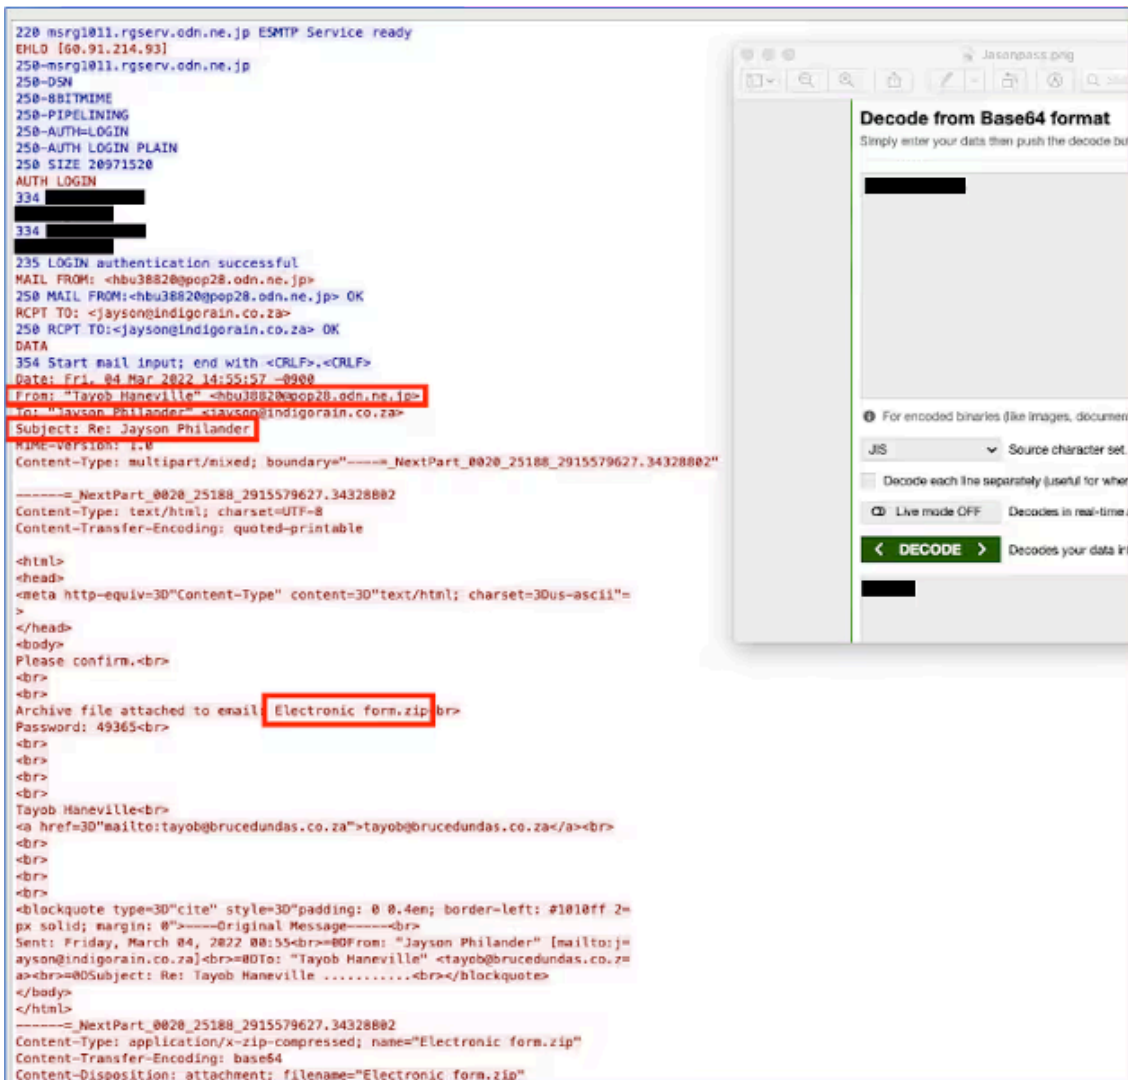 220 msrg1011.rgserv.odn.ne.jp ESMTP Service ready
EHLO [60.91.214.93]
250-msrg1011.rgserv.odn.ne.jp
250-DSN
250-8BITMIME
250-PIPELINING
250-AUTH=LOGIN
250-AUTH LOGIN PLAIN
250 SIZE 20971520
AUTH LOGIN
334
334
235 LOGIN authentication successful
MAIL FROM: <hbu38820@pop28.odn.ne.jp>
250 MAIL FROM:<hbu38820@pop28.odn.ne.jp> OK
RCPT TO: <jayson@indigorain.co.za>
250 RCPT TO:<jayson@indigorain.co.za> OK
DATA
354 Start mail input; end with <CRLF>.<CRLF>
Date: Fri, 04 Mar 2022 14:55:57 -0900
From: "Tayob Haneville" <hbu38820@pop28.odn.ne.jp>
To: "Jayson Philander" <jayson@indigorain.co.za>
Subject: Re: Jayson Philander
MIME-Version: 1.0
Content-Type: multipart/mixed; boundary="----=_NextPart_0020_25188_2915579627.34328802"
------=_NextPart_0020_25188_2915579627.34328802
Content-Type: text/html; charset=UTF-8
Content-Transfer-Encoding: quoted-printable
<html>
<head>
<meta http-equiv=3D"Content-Type" content=3D"text/html; charset=3Dus-ascii"=
>
</head>
<body>
Please confirm.<br>
<br>
<br>
Archive file attached to email: Electronic form.zip<br>
Password: 49365<br>
<br>
<br>
<br>
<br>
Tayob Haneville<br>
<a href=3D"mailto:tayob@brucedundas.co.za">tayob@brucedundas.co.za</a><br>
<br>
<br>
<br>
<br>
<blockquote type=3D"cite" style=3D"padding: 0 0.4em; border-left: #1010ff 2=
px solid; margin: 0">-----Original Message-----<br>
Sent: Friday, March 04, 2022 00:55<br>=0DFrom: "Jayson Philander" [mailto:j=
ayson@indigorain.co.za]<br>=0DTo: "Tayob Haneville" <tayob@brucedundas.co.z=
a><br>=0DSubject: Re: Tayob Haneville ...........<br></blockquote>
</body>
</html>
------=_NextPart_0020_25188_2915579627.34328802
Content-Type: application/x-zip-compressed; name="Electronic form.zip"
Content-Transfer-Encoding: base64
Content-Disposition: attachment; filename="Electronic form.zip"
Jasonpass.png
Decode from Base64 format
Simply enter your data then push the decode bu
For encoded binaries (like images, documen
JIS
Source character set.
Decode each line separately (useful for when
Live mode OFF
Decodes in real-time
< DECODE >
Decodes your data in